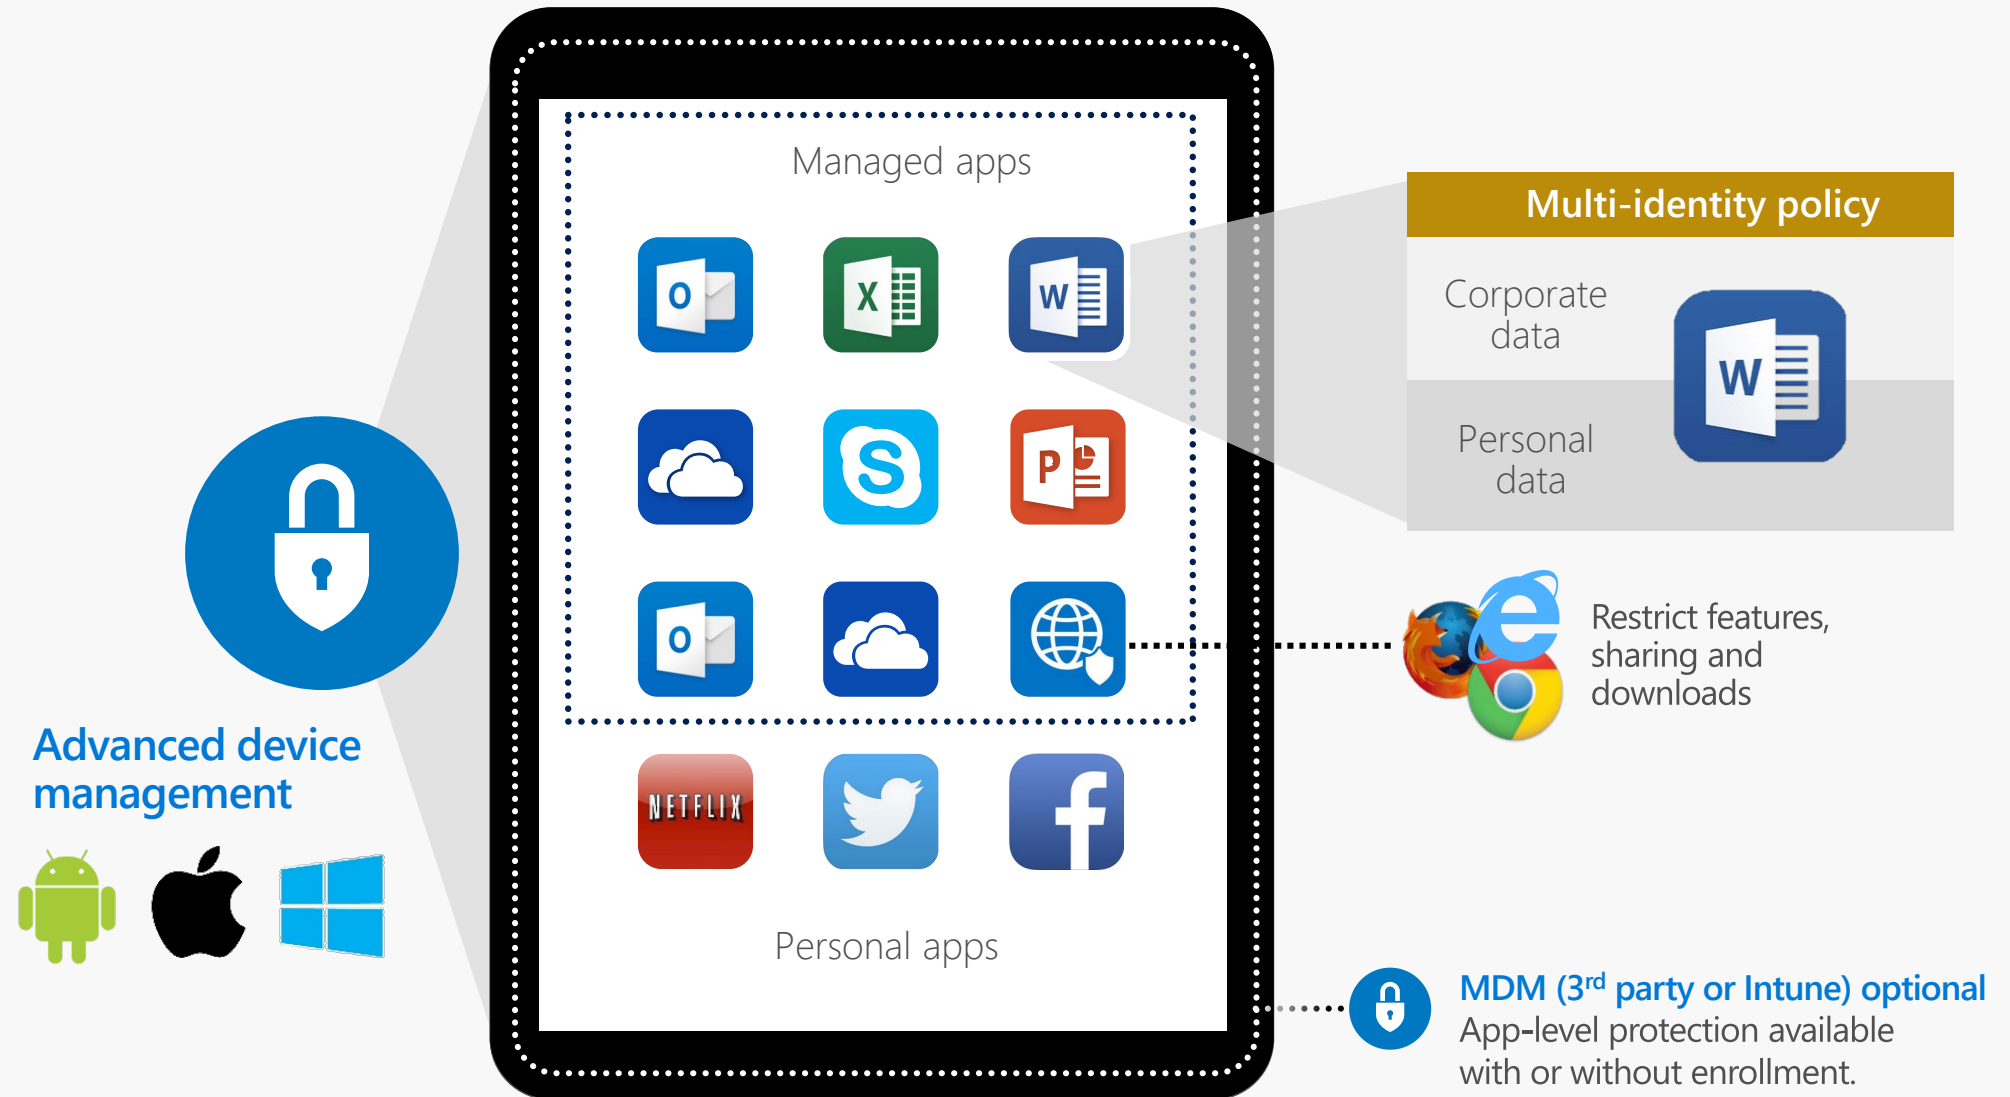 Managed apps
O
X
W
S
P
O
NETFLIX
f
Personal apps
Advanced device
management
Multi-identity policy
Corporate
data
W
Personal
data
Restrict features,
sharing and
downloads
MDM (3rd party or Intune) optional
App-level protection available
with or without enrollment.